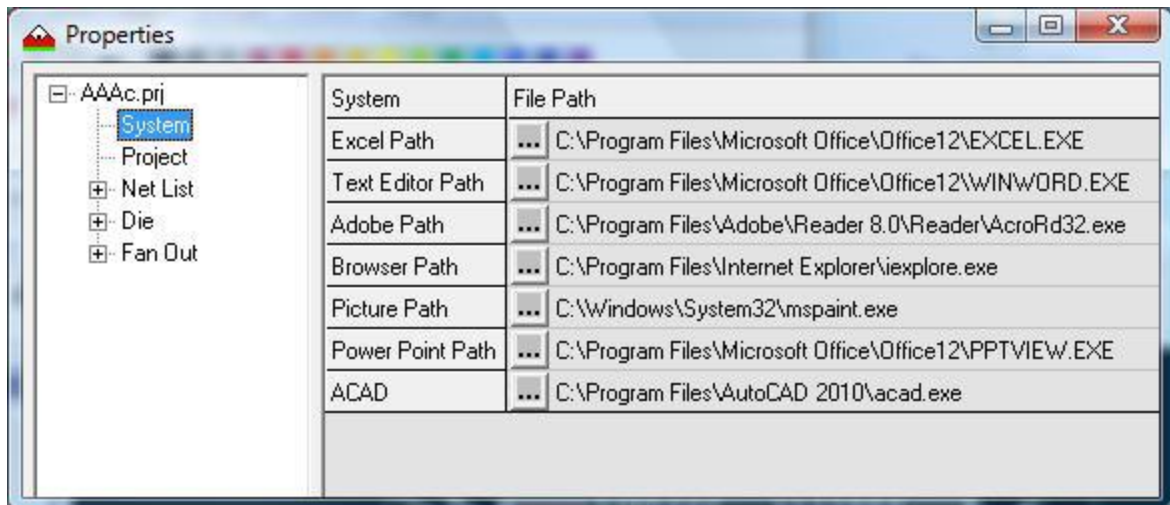 Properties
AAAc.prj
System
Project
Net List
Die
Fan Out
System File Path
Excel Path ... C:\Program Files\Microsoft Office\Office12\EXCEL.EXE
Text Editor Path ... C:\Program Files\Microsoft Office\Office12\WINWORD.EXE
Adobe Path ... C:\Program Files\Adobe\Reader 8.0\Reader\AcroRd32.exe
Browser Path ... C:\Program Files\Internet Explorer\iexplore.exe
Picture Path ... C:\Windows\System32\mspaint.exe
Power Point Path ... C:\Program Files\Microsoft Office\Office12\PPTVIEW.EXE
ACAD ... C:\Program Files\AutoCAD 2010\acad.exe